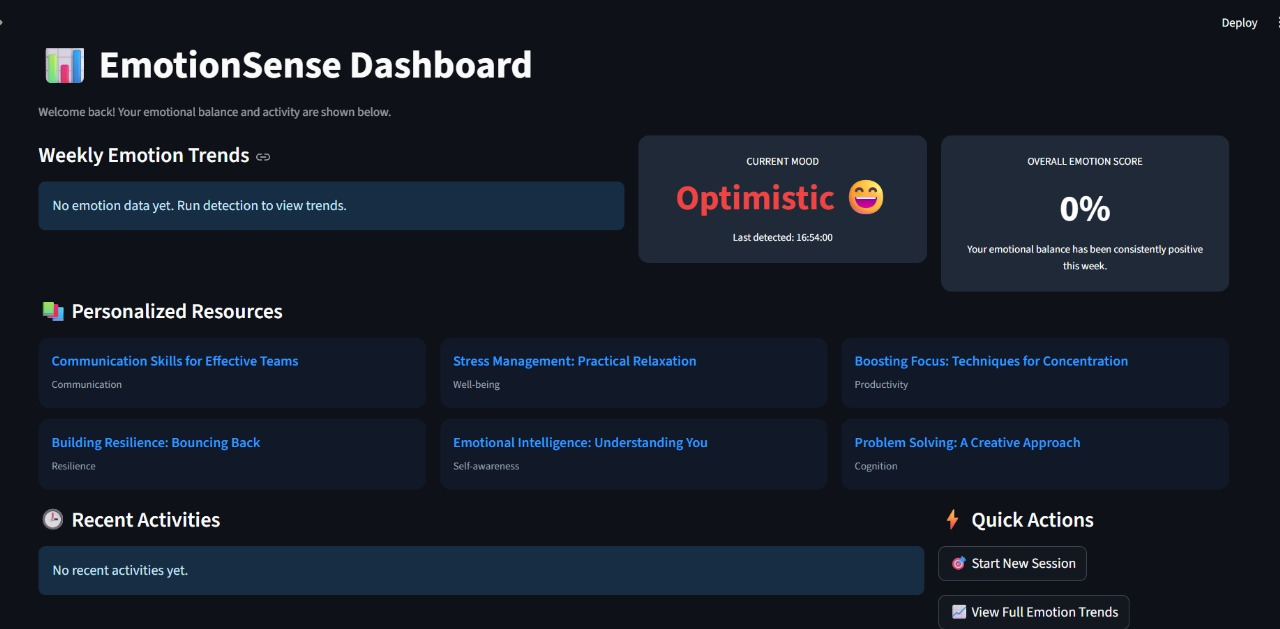 Deploy
EmotionSense Dashboard
Welcome back! Your emotional balance and activity are shown below.
Weekly Emotion Trends
No emotion data yet. Run detection to view trends.
CURRENT MOOD
Optimistic
Last detected: 16:54:00
OVERALL EMOTION SCORE
0%
Your emotional balance has been consistently positive
this week.
Personalized Resources
Communication Skills for Effective Teams
Communication
Stress Management: Practical Relaxation
Well-being
Boosting Focus: Techniques for Concentration
Productivity
Building Resilience: Bouncing Back
Resilience
Emotional Intelligence: Understanding You
Self-awareness
Problem Solving: A Creative Approach
Cognition
Recent Activities
No recent activities yet.
Quick Actions
Start New Session
View Full Emotion Trends